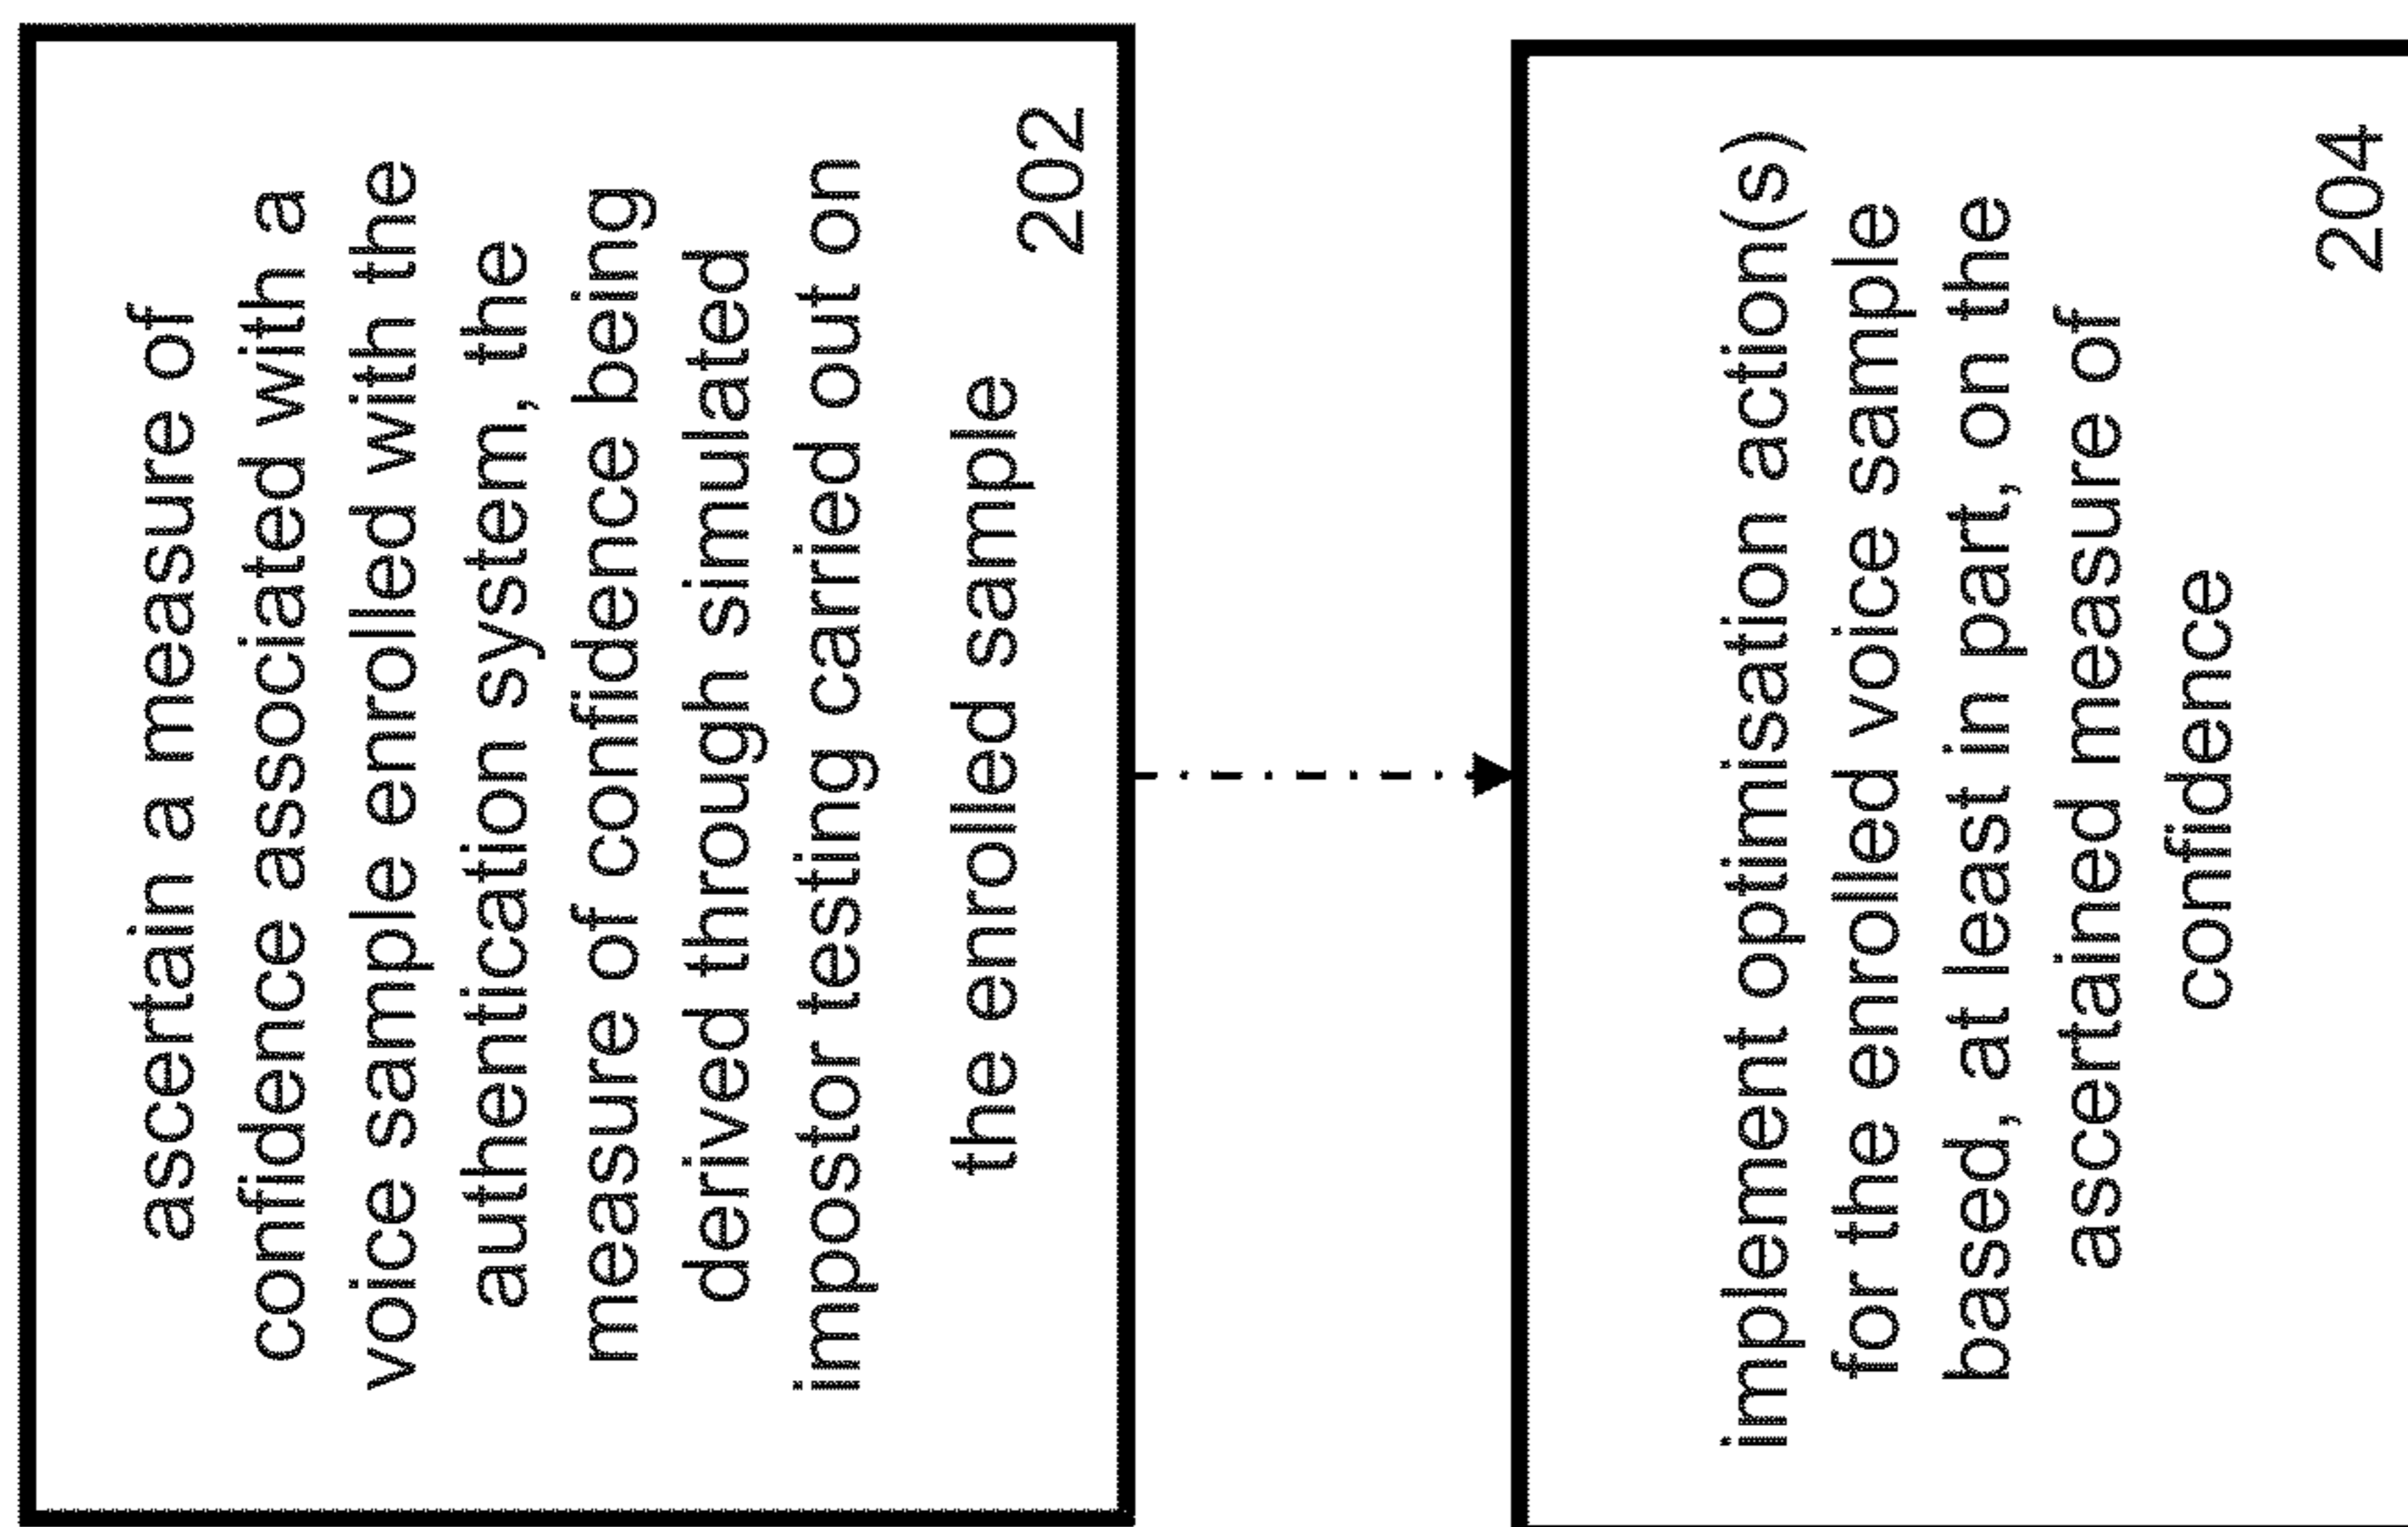 ascertain a measure of
confidence associated with a
voice sample enrolled with the
authentication system, the
measure of confidence being
derived through simulated
impostor testing carried out on
the enrolled sample
202
implement optimisation action(s)
for the enrolled voice sample
based, at least in part, on the
ascertained measure of
confidence
204